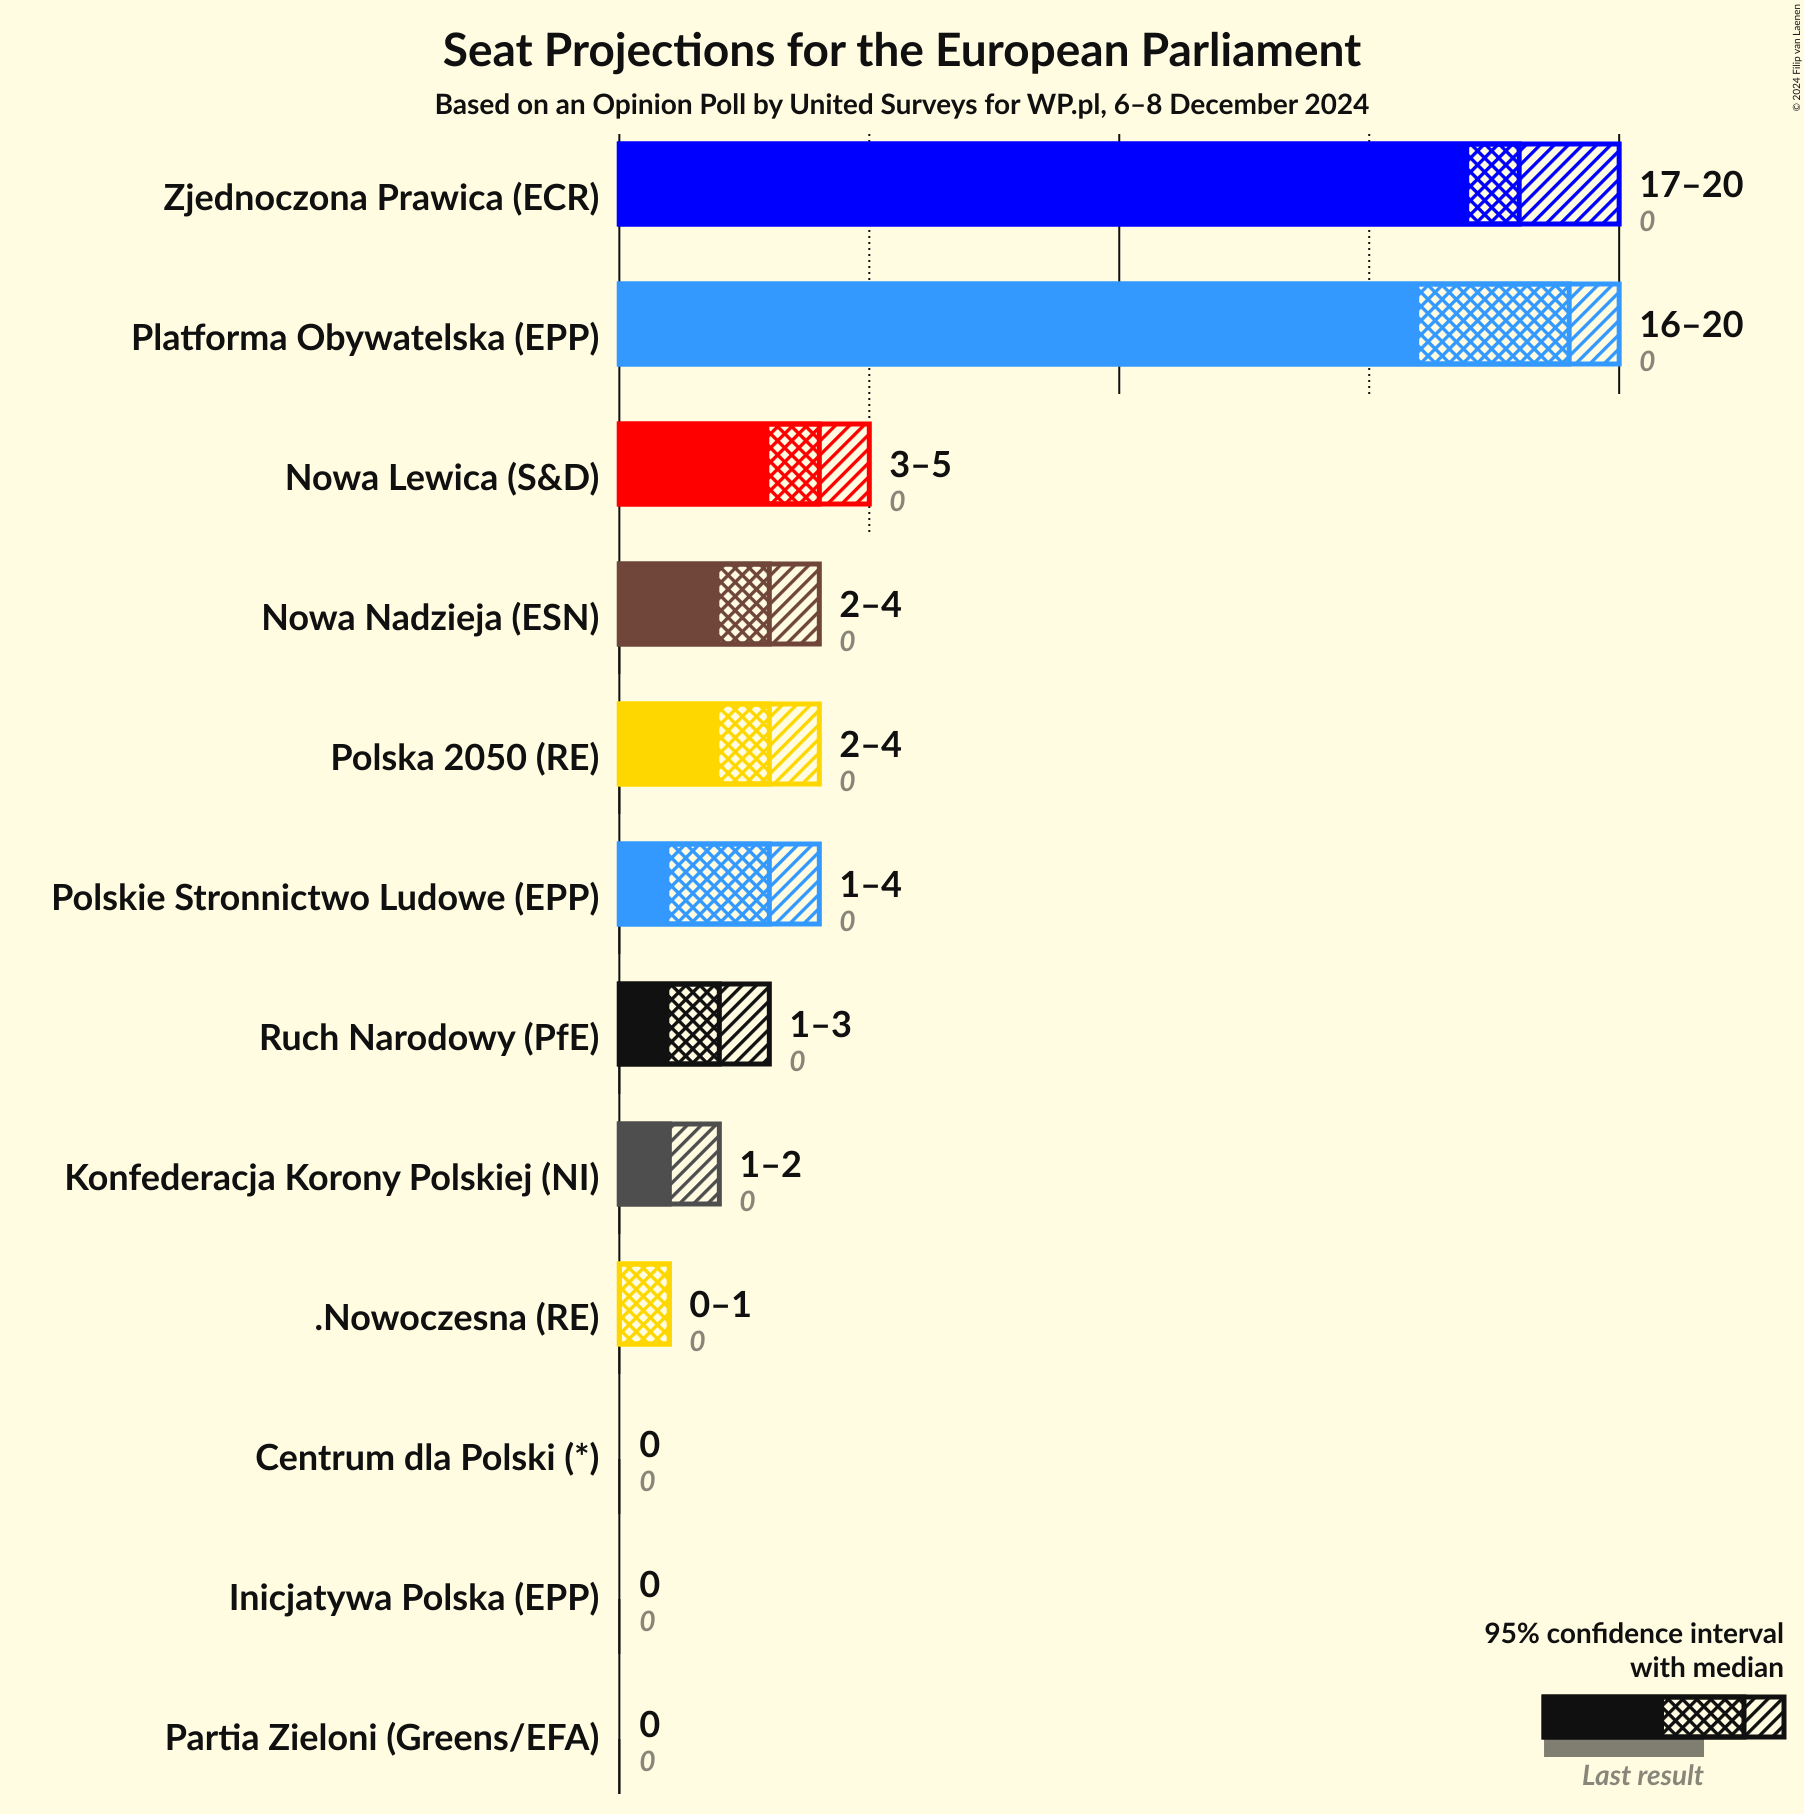 Seat Projections for the European Parliament
Based on an Opinion Poll by United Surveys for WP.pl, 6–8 December 2024
© 2024 Filip van Laenen
Zjednoczona Prawica (ECR)
17–20
0
Platforma Obywatelska (EPP)
16–20
0
Nowa Lewica (S&D)
3–5
0
Nowa Nadzieja (ESN)
2–4
0
Polska 2050 (RE)
2–4
0
Polskie Stronnictwo Ludowe (EPP)
1–4
0
Ruch Narodowy (PfE)
1–3
0
Konfederacja Korony Polskiej (NI)
1–2
0
.Nowoczesna (RE)
0–1
0
Centrum dla Polski (*)
0
0
Inicjatywa Polska (EPP)
0
0
Partia Zieloni (Greens/EFA)
0
0
95% confidence interval
with median
Last result